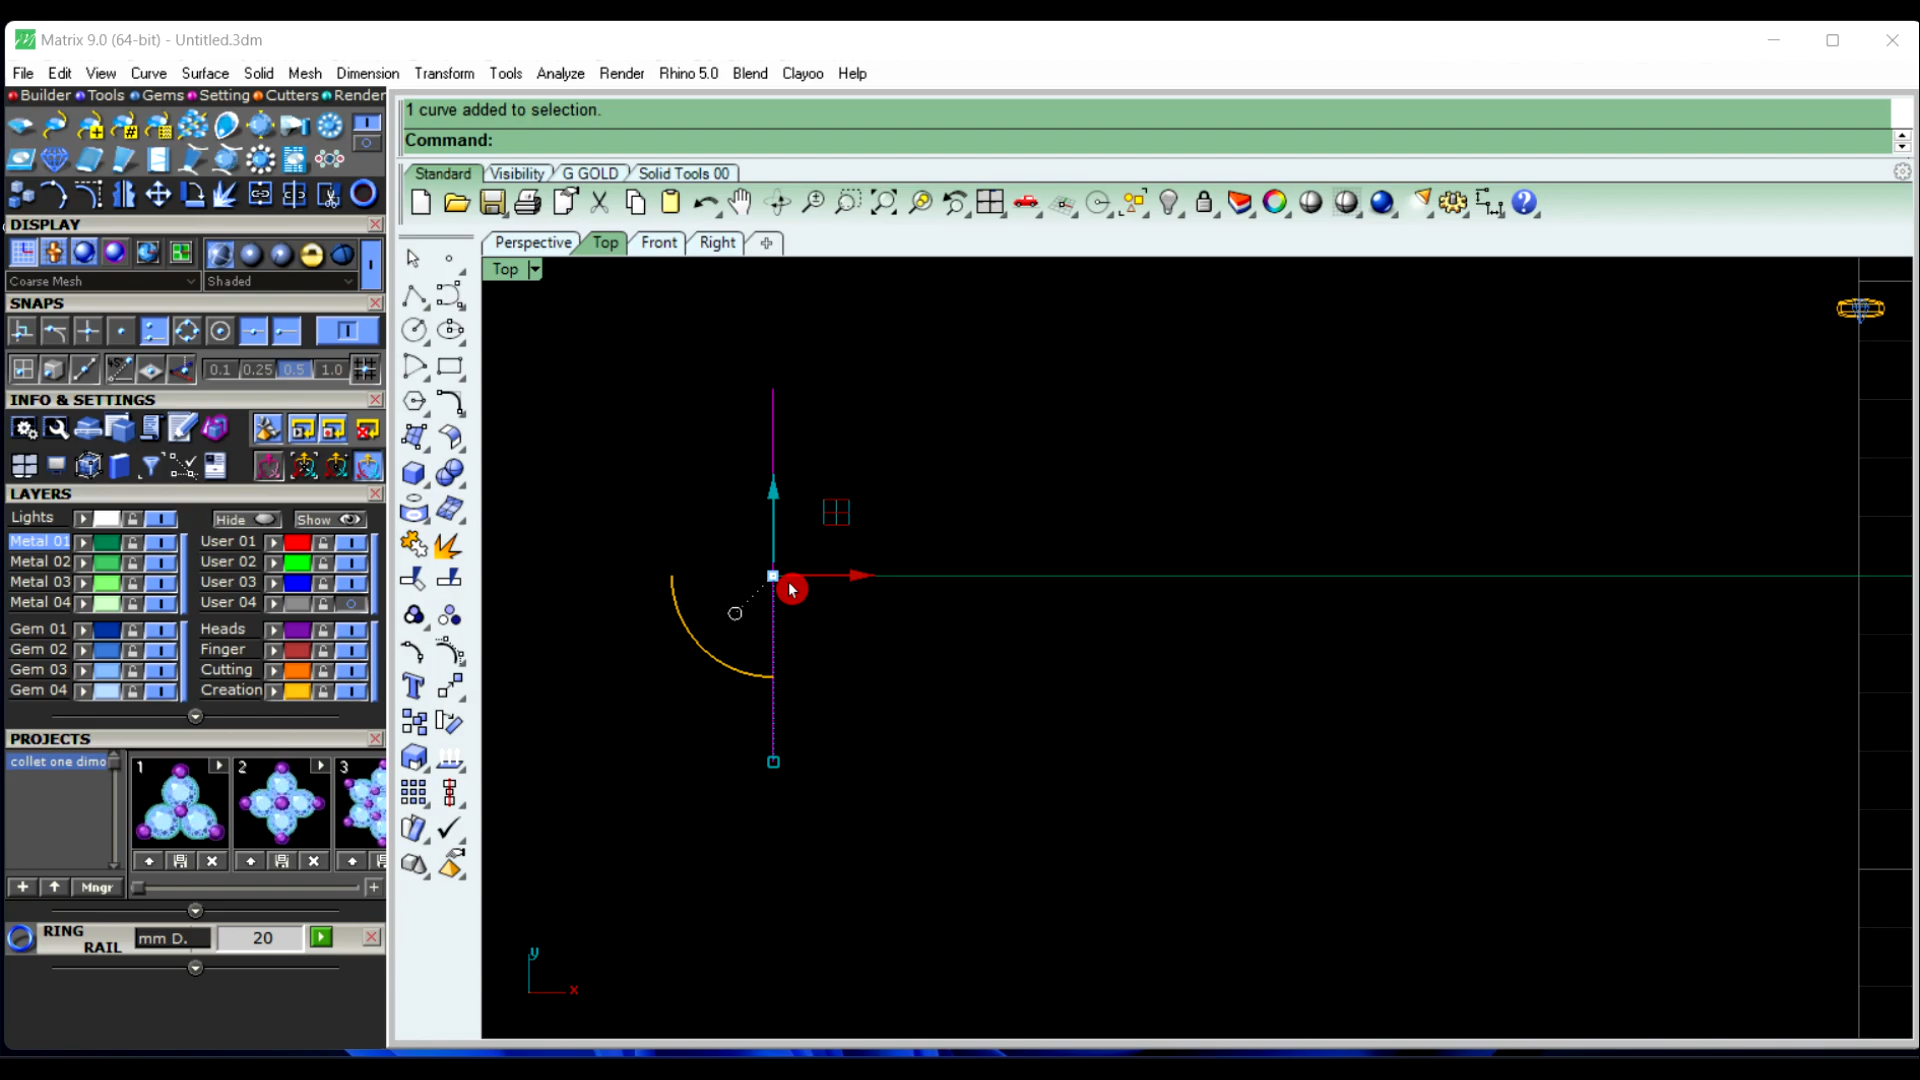 Matrix 9.0 (64-bit) - Untitled.3dm
File Edit View Curve Surface Solid Mesh Dimension Transform Tools Analyze Render Rhino 5.0 Blend Clayoo Help
Builder Tools Gems Setting Cutters Render
1 curve added to selection.
Command:
Standard Visibility G GOLD Solid Tools 00
DISPLAY
Perspective Top Front Right
Top
Coarse Mesh Shaded
SNAPS
0.1 0.25 0.5 1.0
INFO & SETTINGS
LAYERS
Lights Hide Show
Metal 01 User 01
Metal 02 User 02
Metal 03 User 03
Metal 04 User 04
Gem 01 Heads
Gem 02 Finger
Gem 03 Cutting
Gem 04 Creation
PROJECTS
collet one dimo
1 2 3
Mngr
RING RAIL mm D. 20
y
x